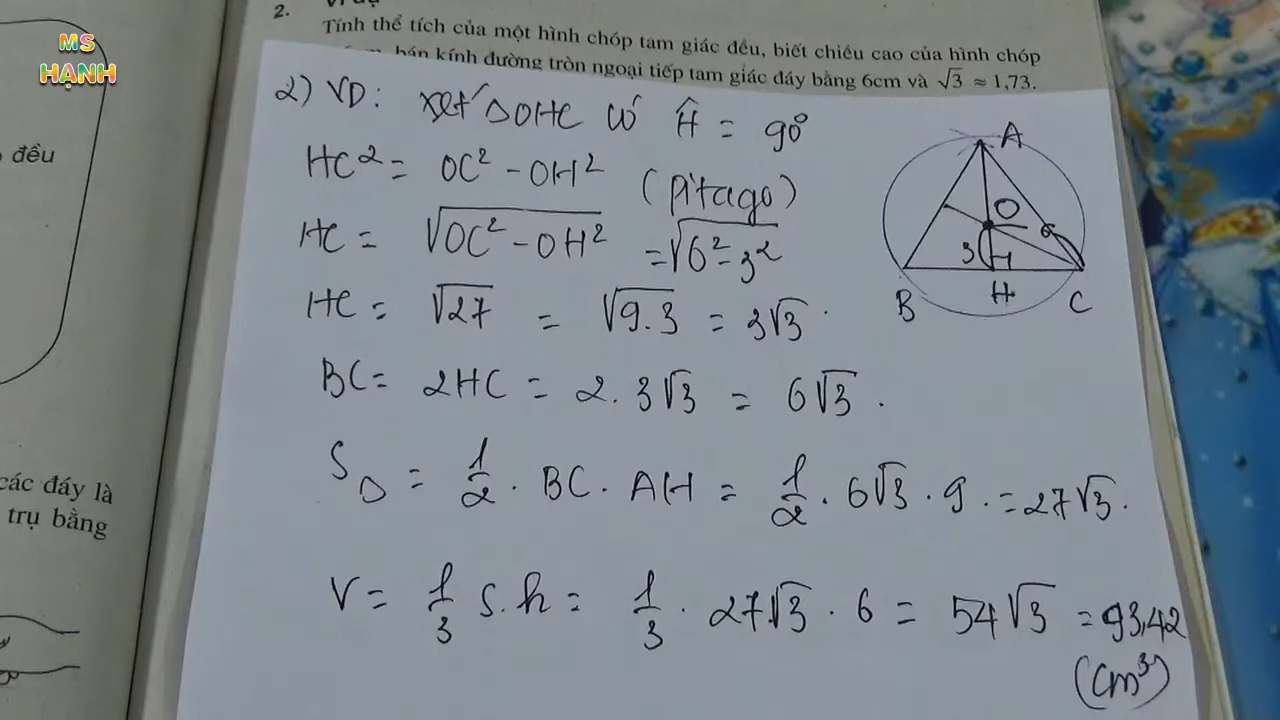 MS
HẠNH
đều
các đáy là
trụ bằng
2.
Tính thể tích của một hình chóp tam giác đều, biết chiều cao của hình chóp
bán kính đường tròn ngoại tiếp tam giác đáy bằng 6cm và √3 ≈ 1,73.
2) VD: xét ΔOHC có Ĥ = 90°
HC² = OC² - OH² (Pitago)
HC = √(OC² - OH²) = √(6² - 3²)
HC = √27 = √(9.3) = 3√3.
BC = 2HC = 2. 3√3 = 6√3.
S_Δ = 1/2 . BC. AH = 1/2 . 6√3 . 9 . = 27√3.
V = 1/3 S.h = 1/3 . 27√3 . 6 = 54√3 = 93,42
(cm³)
A
O
6
3
B
H
C